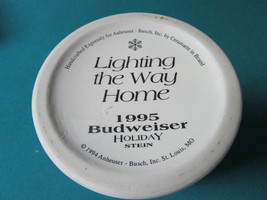 Handcrafted Expressly for Anheuser - Busch, Inc. by Ceramarte in Brazil
Lighting
the Way
Home
1995
Budweiser
HOLIDAY
STEIN
© 1994 Anheuser - Busch, Inc. St. Louis, MO